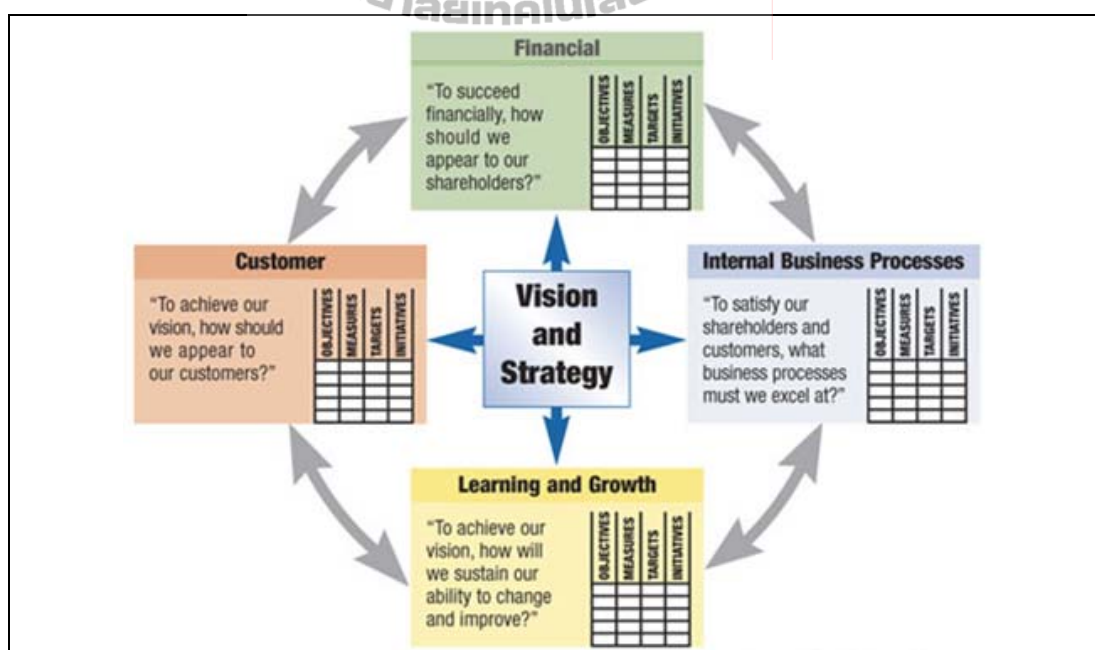 Financial
“To succeed
financially, how
should we
appear to our
shareholders?”
OBJECTIVES
MEASURES
TARGETS
INITIATIVES
Customer
“To achieve our
vision, how should
we appear to
our customers?”
OBJECTIVES
MEASURES
TARGETS
INITIATIVES
Vision
and
Strategy
Internal Business Processes
“To satisfy our
shareholders and
customers, what
business processes
must we excel at?”
OBJECTIVES
MEASURES
TARGETS
INITIATIVES
Learning and Growth
“To achieve our
vision, how will
we sustain our
ability to change
and improve?”
OBJECTIVES
MEASURES
TARGETS
INITIATIVES